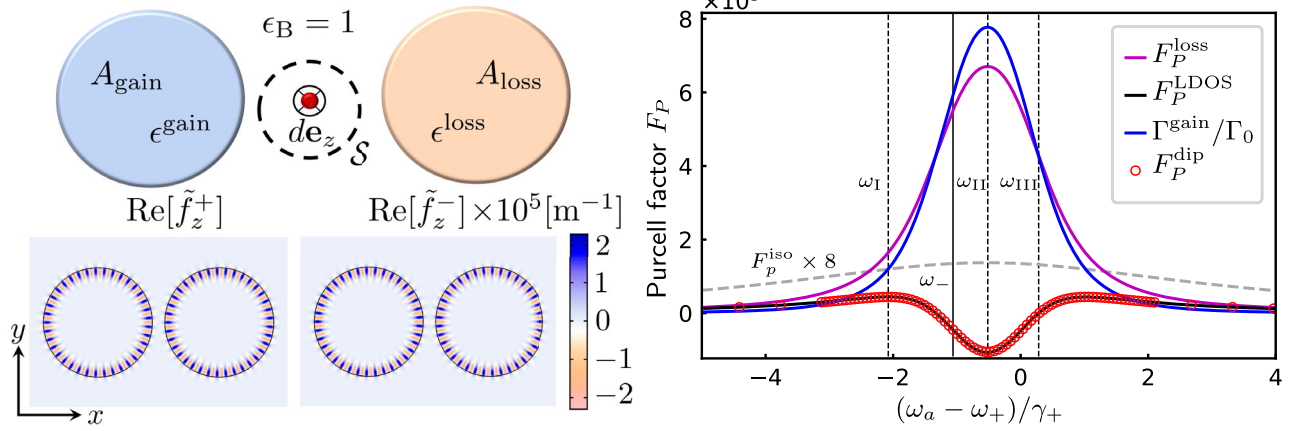 ϵ_B = 1
A_gain
A_loss
ϵ^gain
de_z
ϵ^loss
S
Re[f̃_z^+]
Re[f̃_z^−]×10^5[m^−1]
2
1
0
−1
−2
y
x
8
6
4
2
0
Purcell factor F_P
F_P^loss
F_P^LDOS
Γ^gain/Γ_0
F_P^dip
ω_I
ω_II
ω_III
F_p^iso × 8
ω_−
−4
−2
0
2
4
(ω_a − ω_+)/γ_+